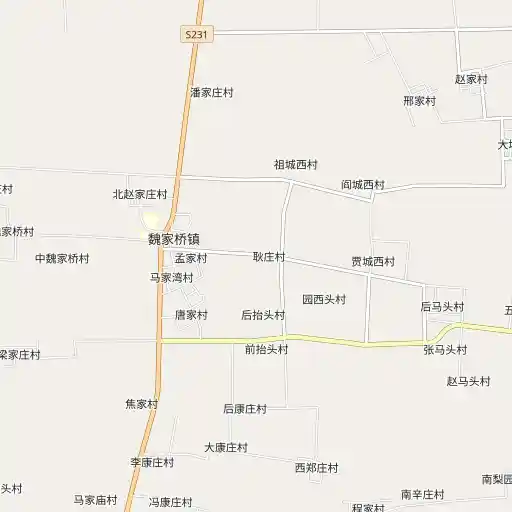 S231
赵家村
潘家庄村
邢家村
祖城西村
阎城西村
北赵家庄村
魏家桥镇
中魏家桥村
孟家村
耿庄村
贾城西村
马家湾村
园西头村
后马头村
唐家村
后抬头村
前抬头村
张马头村
梁家庄村
赵马头村
焦家村
后康庄村
大康庄村
李康庄村
西郑庄村
南梨园
南辛庄村
马家庙村
冯康庄村
程家村
头村
家桥村
庄村
五
大